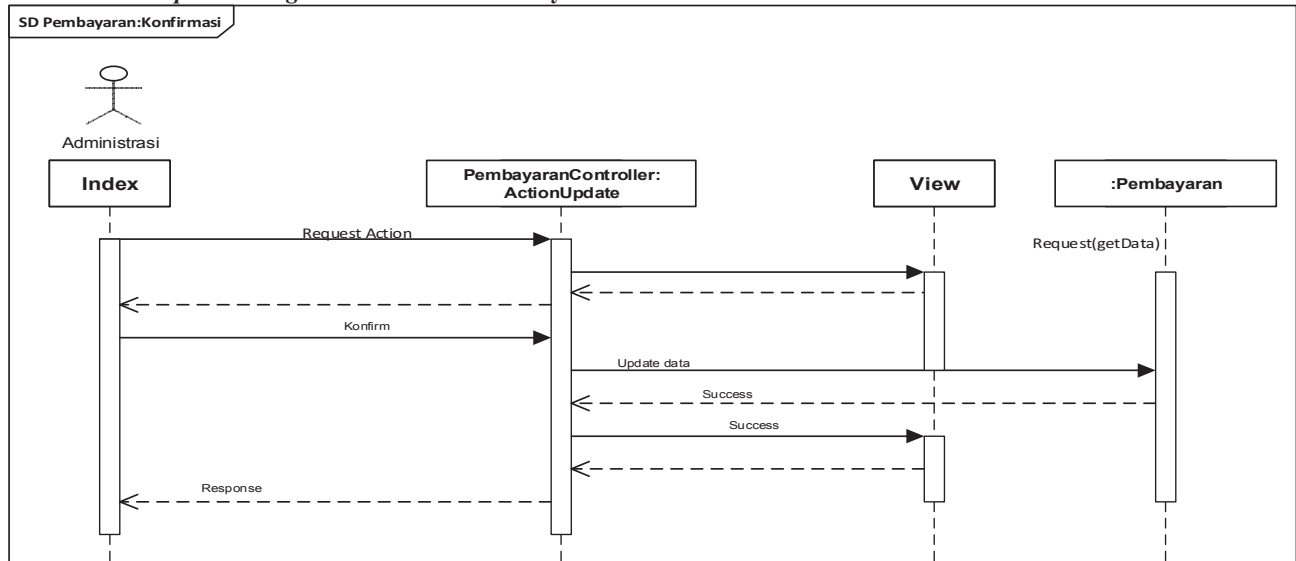 SD Pembayaran:Konfirmasi
Administrasi
Index
PembayaranController:
ActionUpdate
View
:Pembayaran
Request Action
Request(getData)
Konfirm
Update data
Success
Success
Response